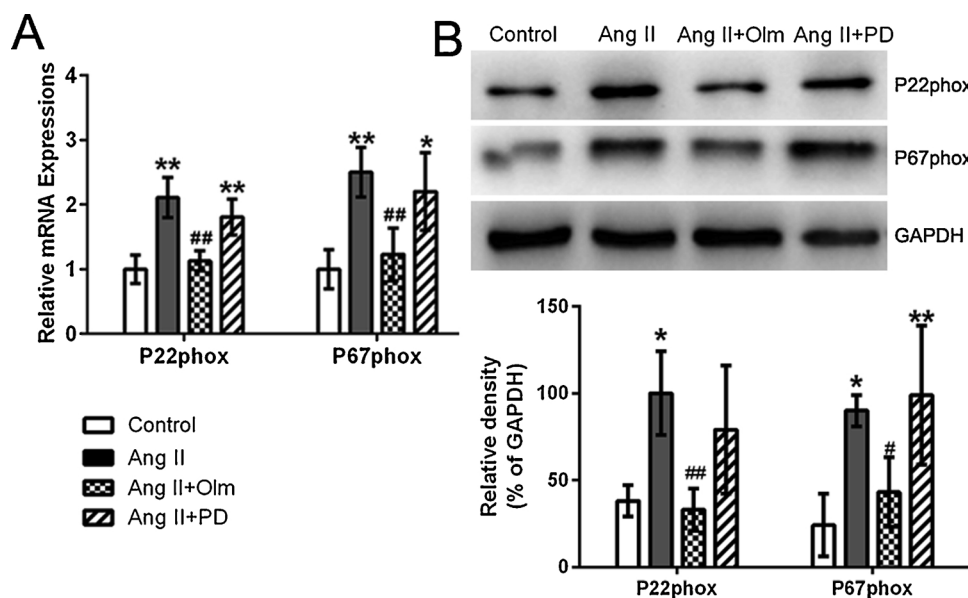 A
Relative mRNA Expressions
4
3
2
1
0
**
##
**
**
##
*
P22phox P67phox
Control
Ang II
Ang II+Olm
Ang II+PD
B
Control Ang II Ang II+Olm Ang II+PD
P22phox
P67phox
GAPDH
Relative density
(% of GAPDH)
150
100
50
0
*
##
*
#
**
P22phox P67phox